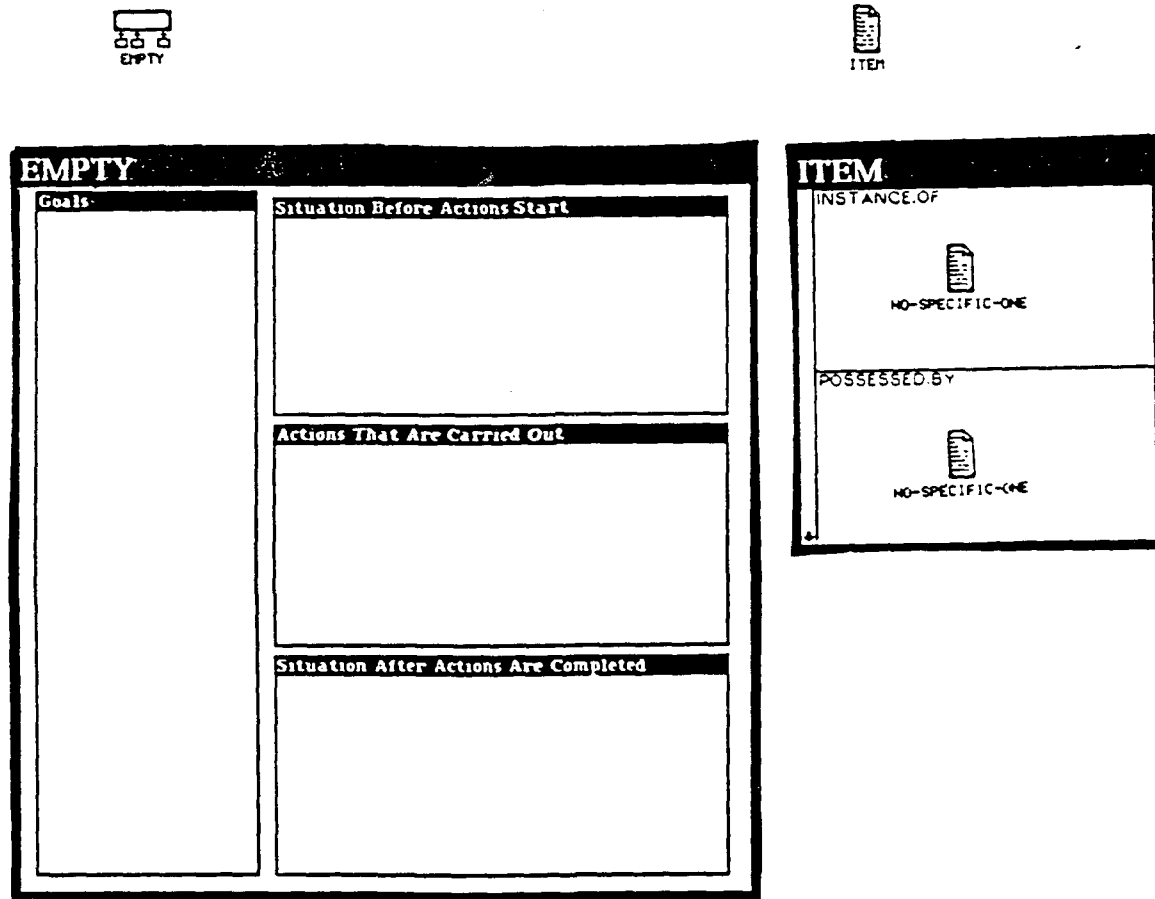 EMPTY
ITEM
EMPTY
Goals
Situation Before Actions Start
Actions That Are Carried Out
Situation After Actions Are Completed
ITEM
INSTANCE.OF
NO-SPECIFIC-ONE
POSSESSED.BY
NO-SPECIFIC-ONE